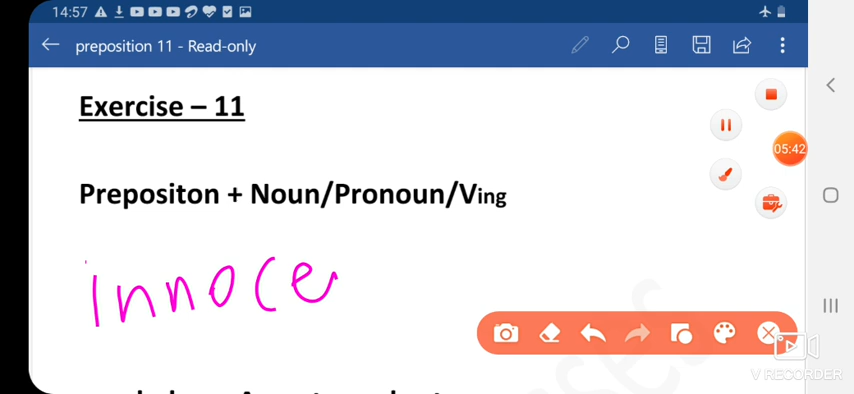 14:57
preposition 11 - Read-only
Exercise – 11
05:42
Prepositon + Noun/Pronoun/Ving
innoce
V RECORDER